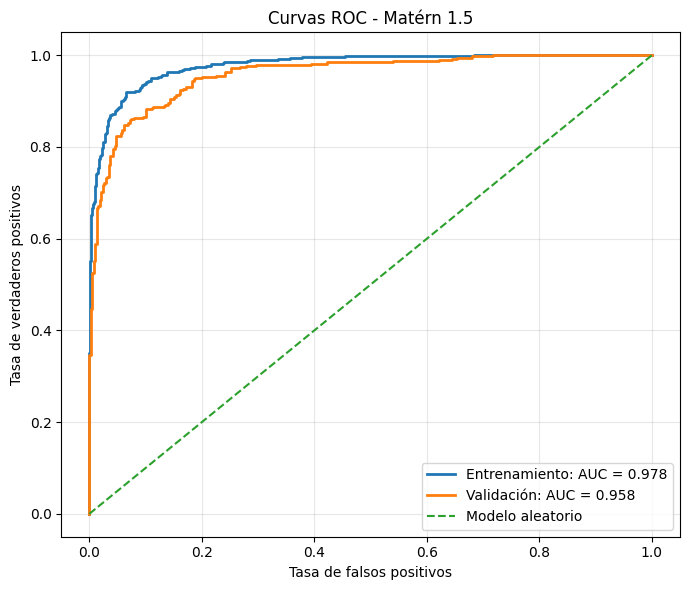 Curvas ROC - Matérn 1.5
Tasa de verdaderos positivos
1.0
0.8
0.6
0.4
0.2
0.0
0.0 0.2 0.4 0.6 0.8 1.0
Tasa de falsos positivos
Entrenamiento: AUC = 0.978
Validación: AUC = 0.958
Modelo aleatorio